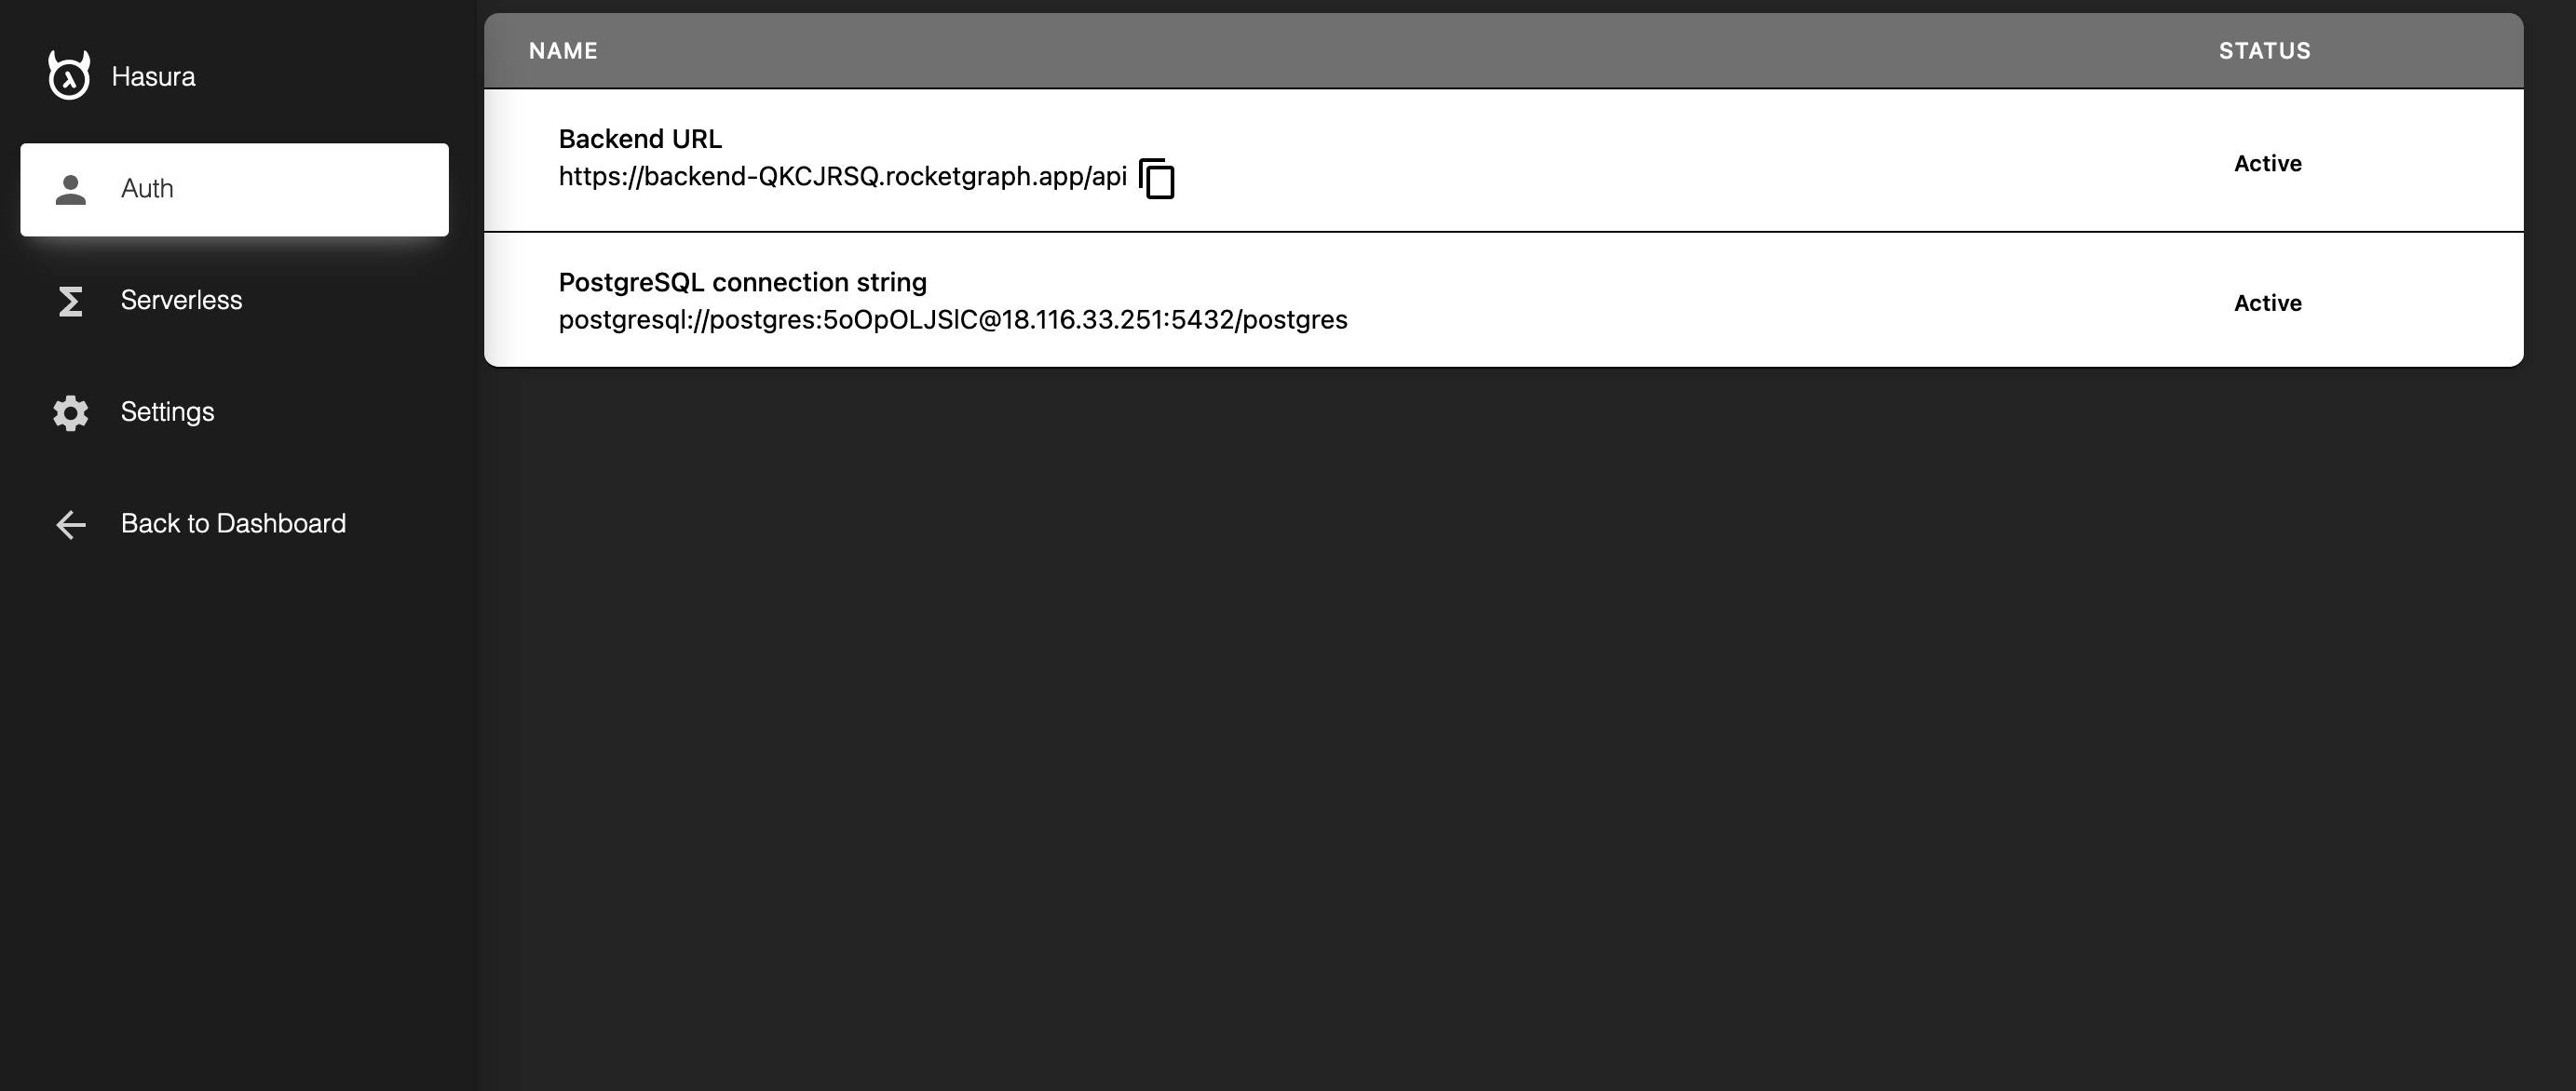 Hasura
Auth
Serverless
Settings
Back to Dashboard
NAME STATUS
Backend URL
https://backend-QKCJRSQ.rocketgraph.app/api
Active
PostgreSQL connection string
postgresql://postgres:5oOpOLJSlC@18.116.33.251:5432/postgres
Active